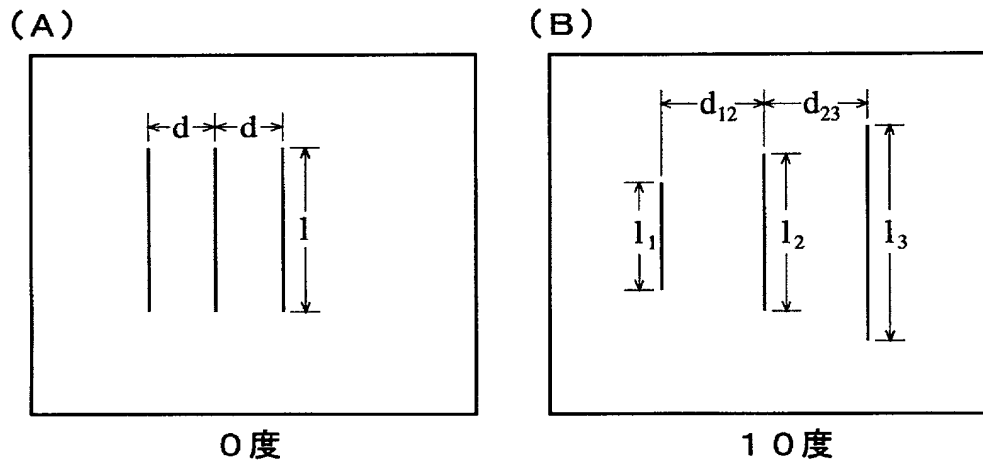 (A)
(B)
d d
d₁₂ d₂₃
l
l₁ l₂ l₃
0度
10度